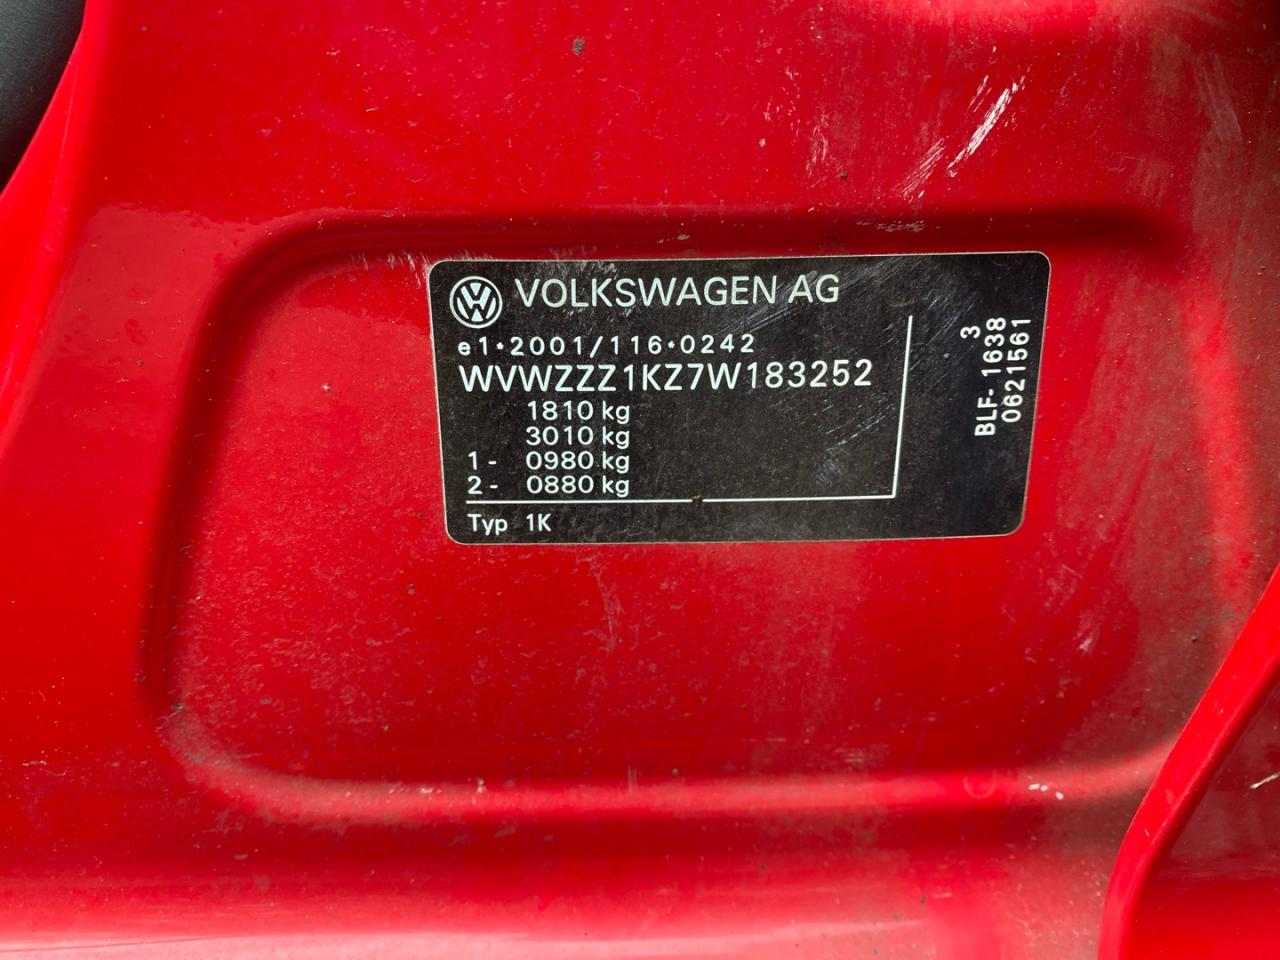 VOLKSWAGEN AG
e1*2001/116*0242
WVWZZZ1KZ7W183252
1810 kg
3010 kg
1- 0980 kg
2- 0880 kg
Typ 1K
3
BLF- 1638
0621561